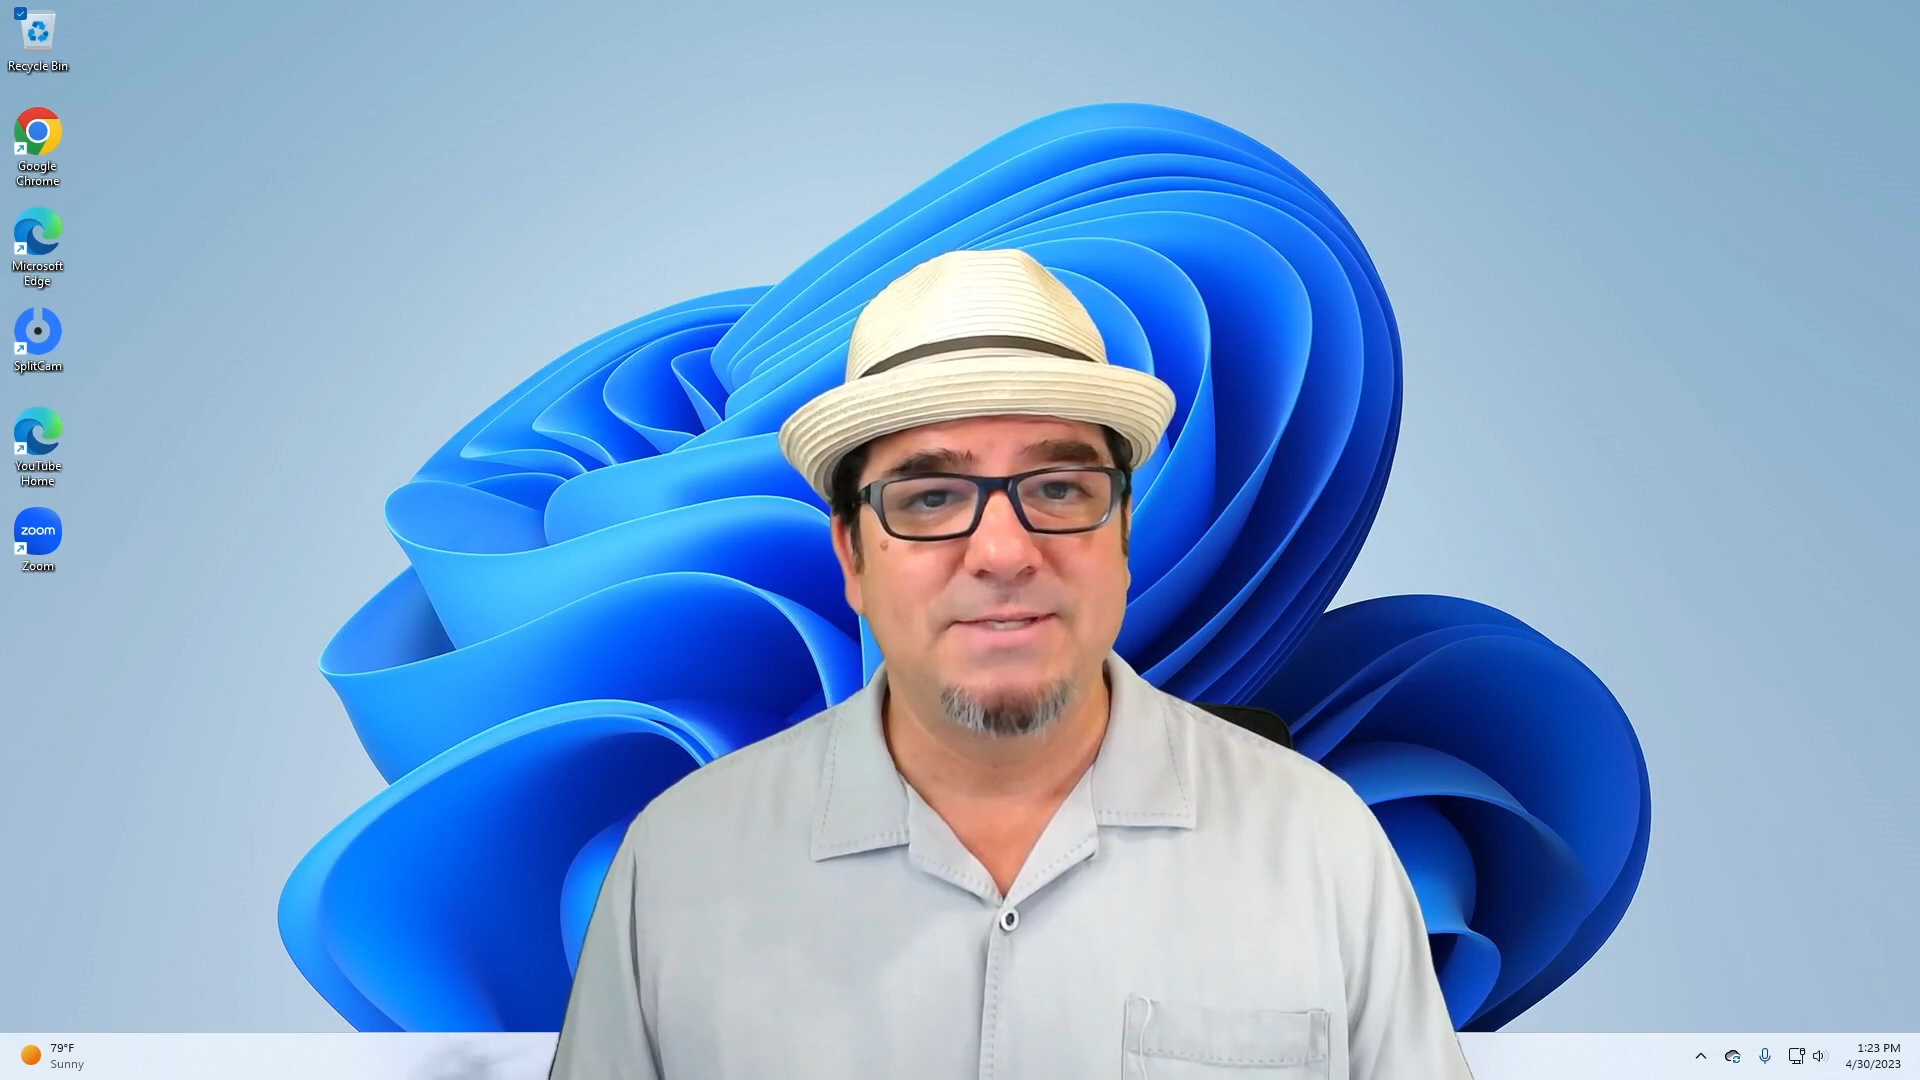 Recycle Bin
Google
Chrome
Microsoft
Edge
SplitCam
YouTube
Home
zoom
Zoom
79°F
Sunny
1:23 PM
4/30/2023